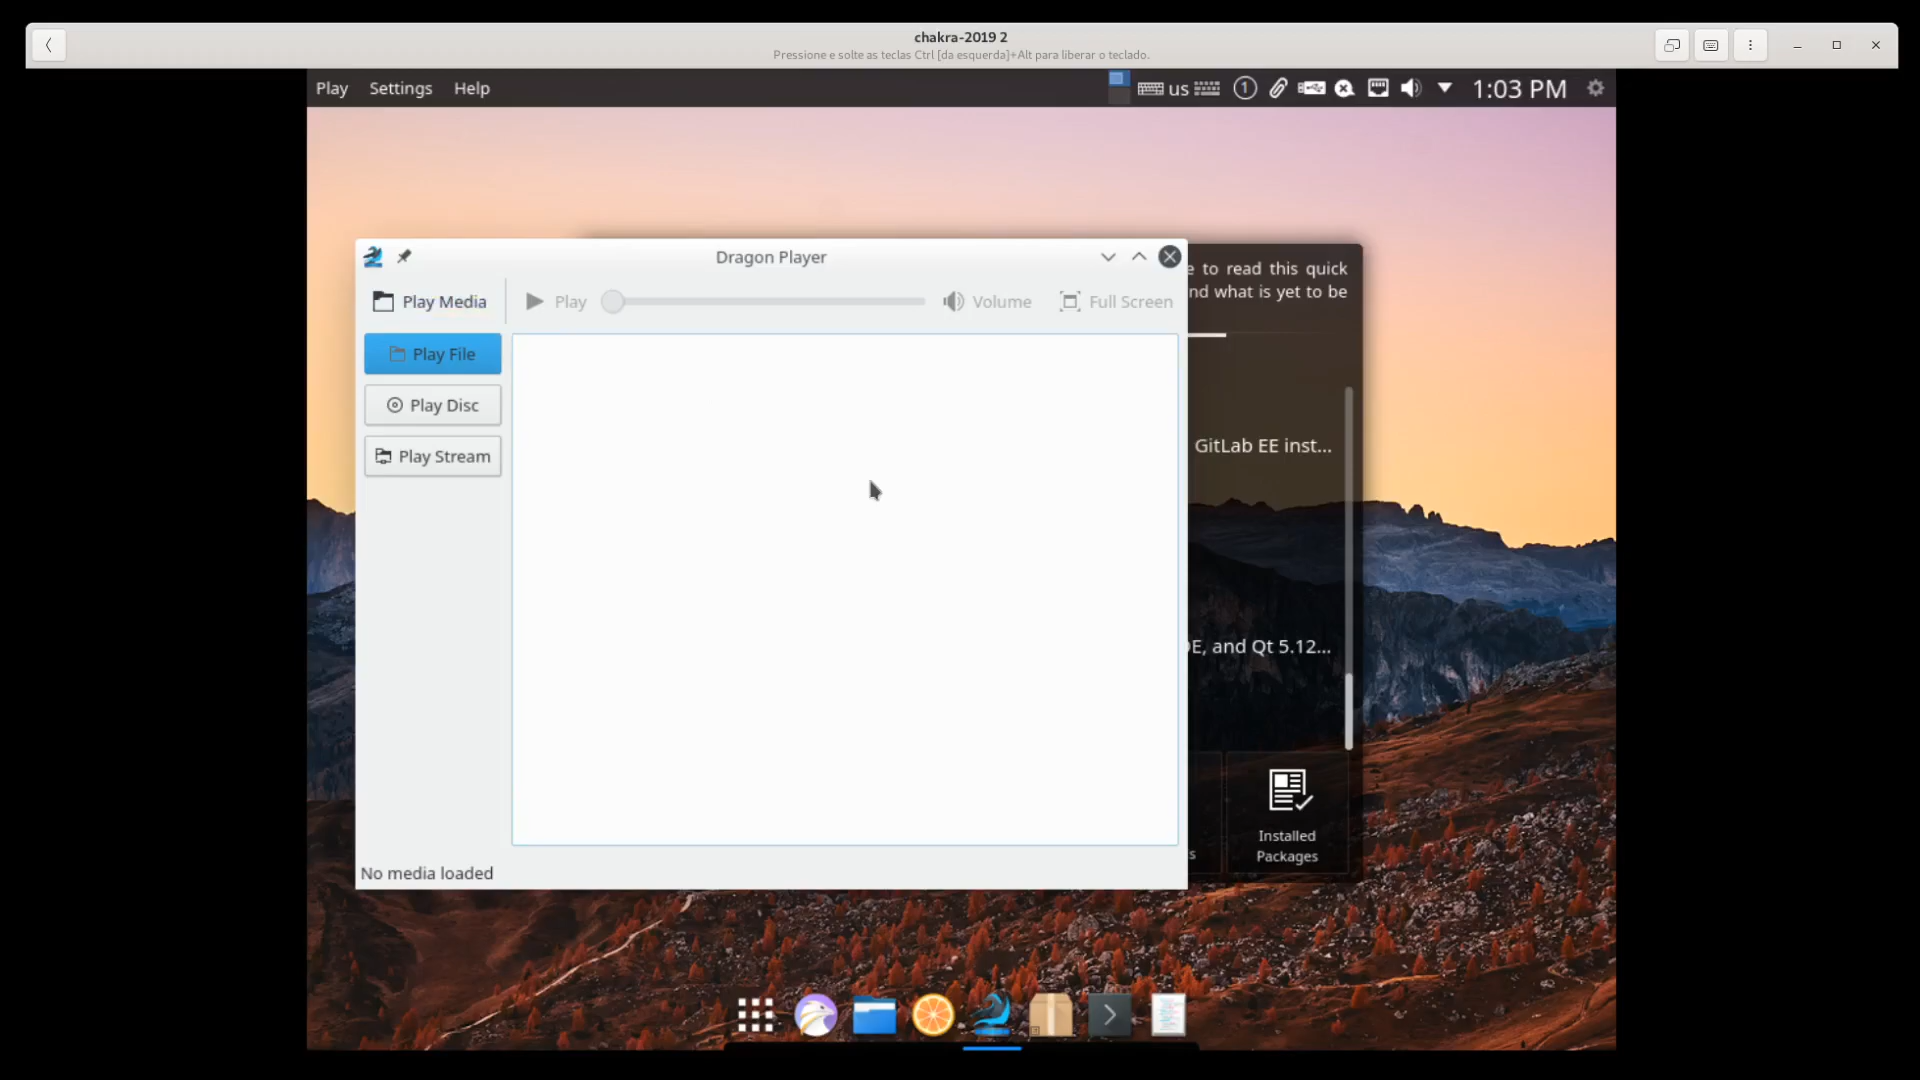 chakra-2019 2
Pressione e solte as teclas Ctrl [da esquerda]+Alt para liberar o teclado.
Play Settings Help
us 1 1:03 PM
Dragon Player
Play Media Play Volume Full Screen
Play File
Play Disc
Play Stream
No media loaded
e to read this quick
nd what is yet to be
GitLab EE inst...
DE, and Qt 5.12...
s
Installed
Packages